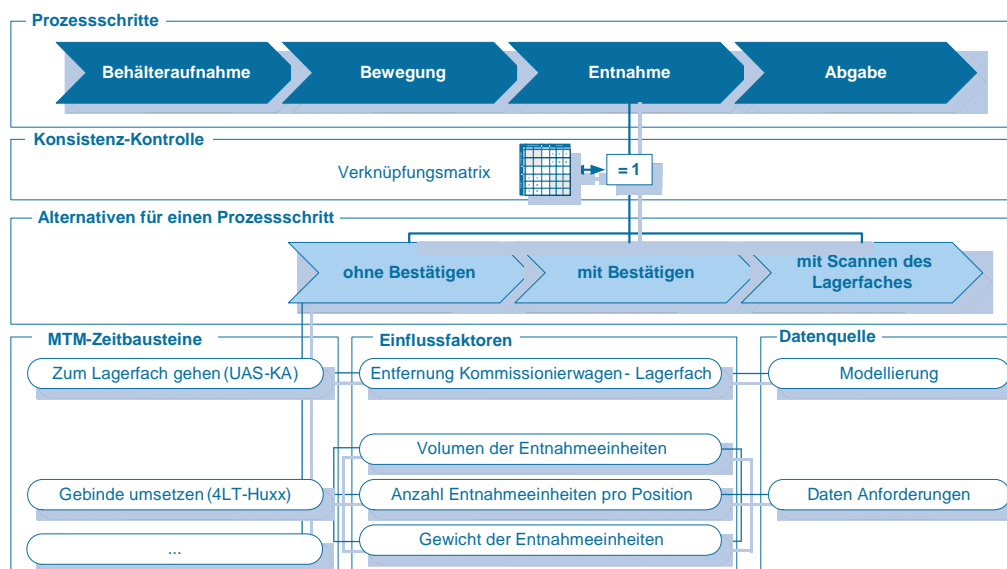 Prozessschritte
Behälteraufnahme
Bewegung
Entnahme
Abgabe
Konsistenz-Kontrolle
Verknüpfungsmatrix
= 1
Alternativen für einen Prozessschritt
ohne Bestätigen
mit Bestätigen
mit Scannen des
Lagerfaches
MTM-Zeitbausteine
Einflussfaktoren
Datenquelle
Zum Lagerfach gehen (UAS-KA)
Entfernung Kommissionierwagen - Lagerfach
Modellierung
Volumen der Entnahmeeinheiten
Gebinde umsetzen (4LT-Huxx)
Anzahl Entnahmeeinheiten pro Position
Daten Anforderungen
Gewicht der Entnahmeeinheiten
...